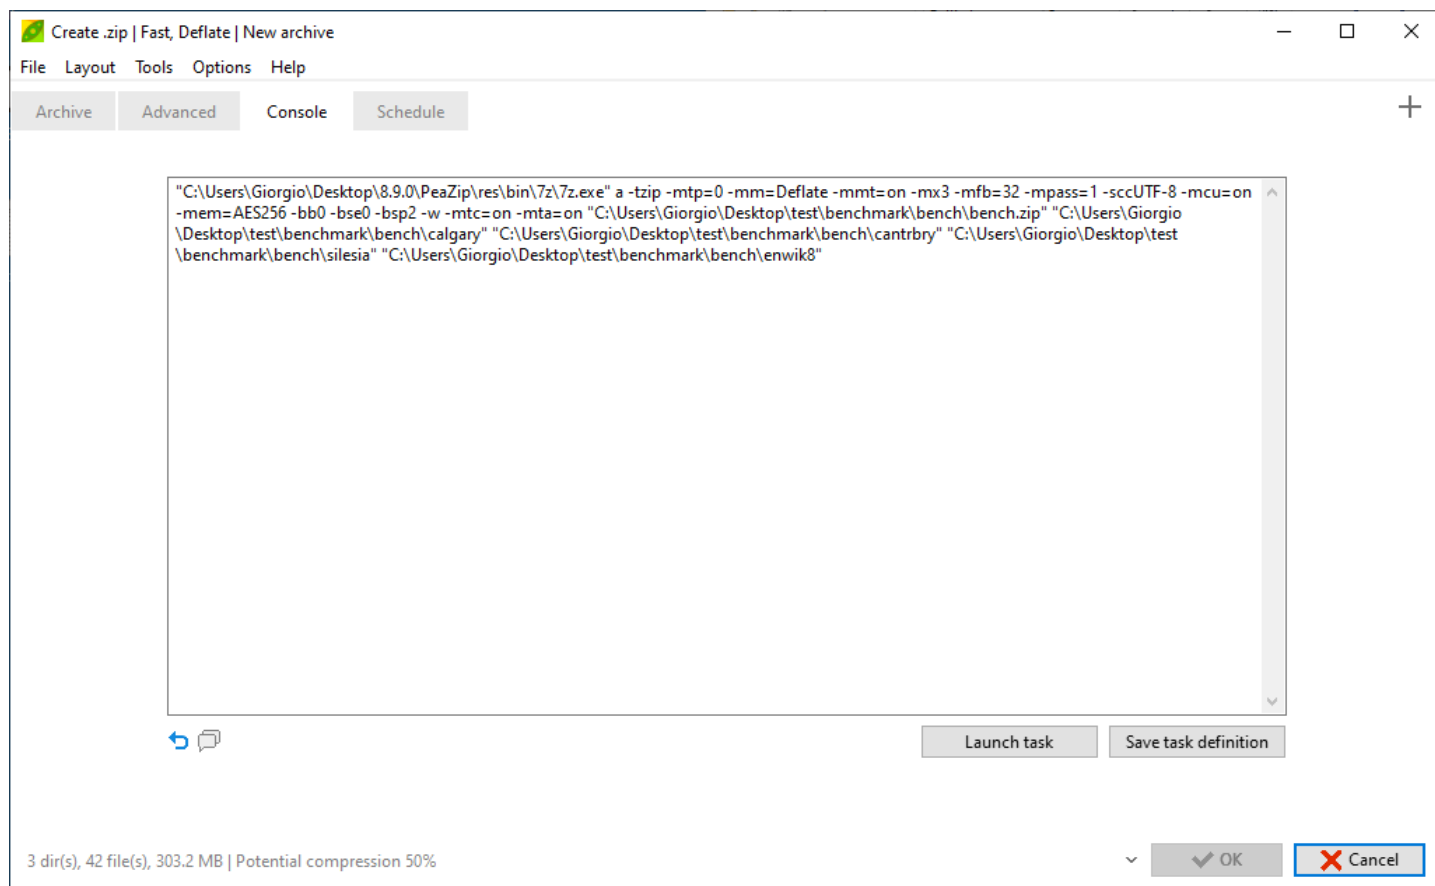 Create .zip | Fast, Deflate | New archive
File Layout Tools Options Help
Archive Advanced Console Schedule
"C:\Users\Giorgio\Desktop\8.9.0\PeaZip\res\bin\7z\7z.exe" a -tzip -mtp=0 -mm=Deflate -mmt=on -mx3 -mfb=32 -mpass=1 -sccUTF-8 -mcu=on
-mem=AES256 -bb0 -bse0 -bsp2 -w -mtc=on -mta=on "C:\Users\Giorgio\Desktop\test\benchmark\bench\bench.zip" "C:\Users\Giorgio
\Desktop\test\benchmark\bench\calgary" "C:\Users\Giorgio\Desktop\test\benchmark\bench\cantrbry" "C:\Users\Giorgio\Desktop\test
\benchmark\bench\silesia" "C:\Users\Giorgio\Desktop\test\benchmark\bench\enwik8"
Launch task Save task definition
3 dir(s), 42 file(s), 303.2 MB | Potential compression 50%
OK Cancel